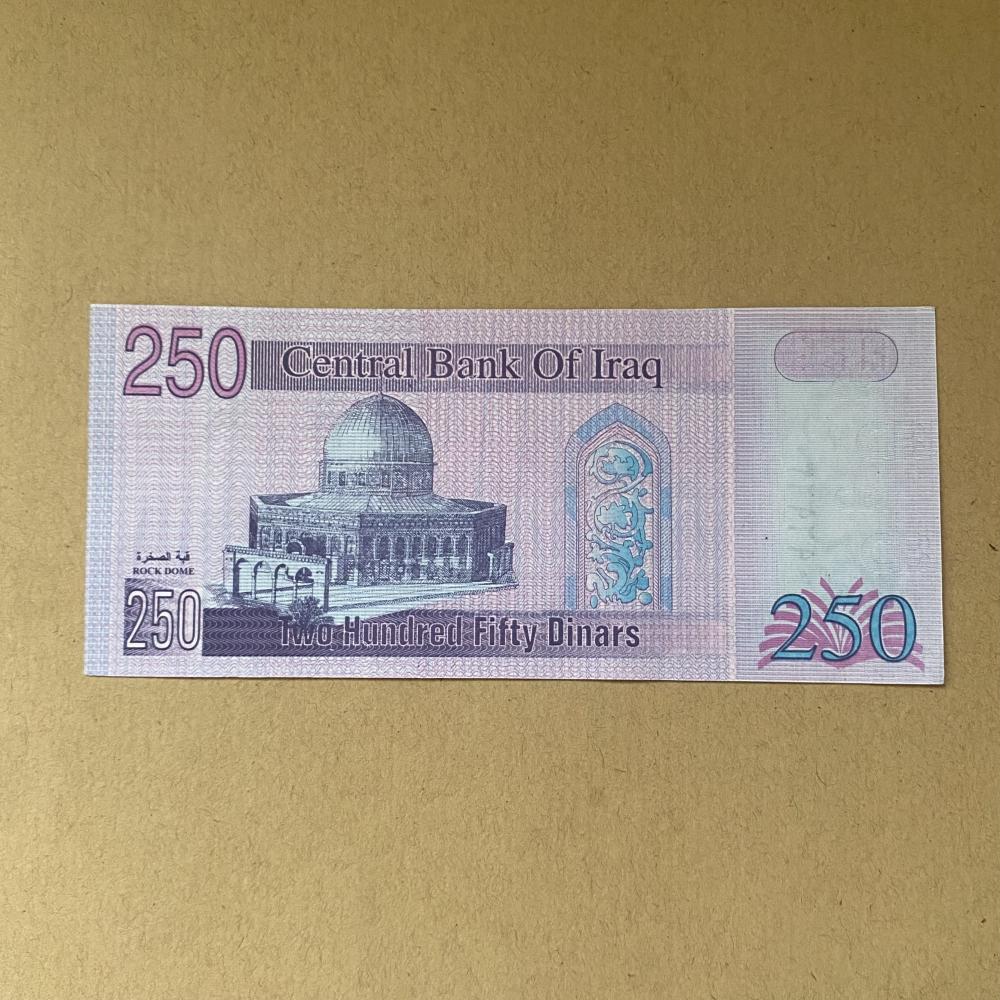 250
Central Bank Of Iraq
قبة الصخرة
ROCK DOME
250
Two Hundred Fifty Dinars
250